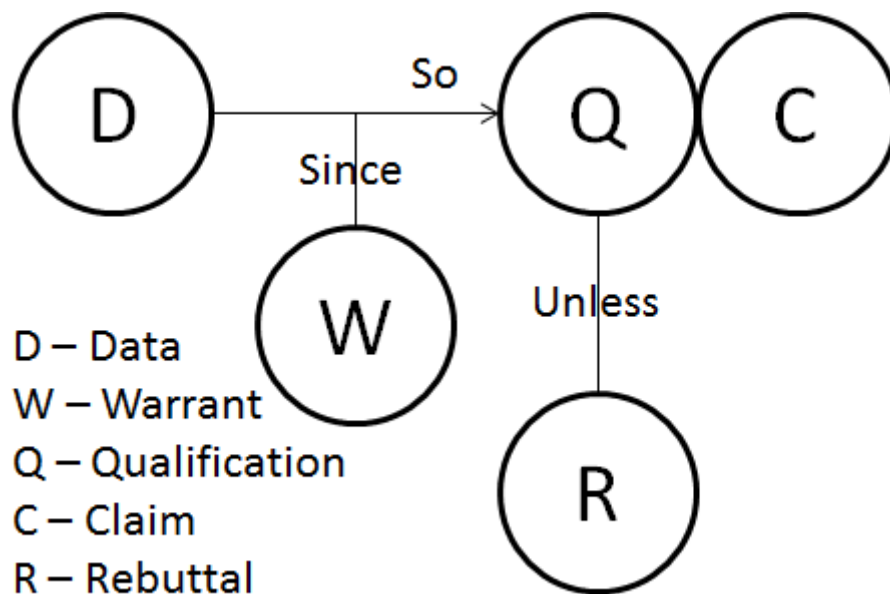 So
D
Q
C
Since
W
Unless
R
D – Data
W – Warrant
Q – Qualification
C – Claim
R – Rebuttal